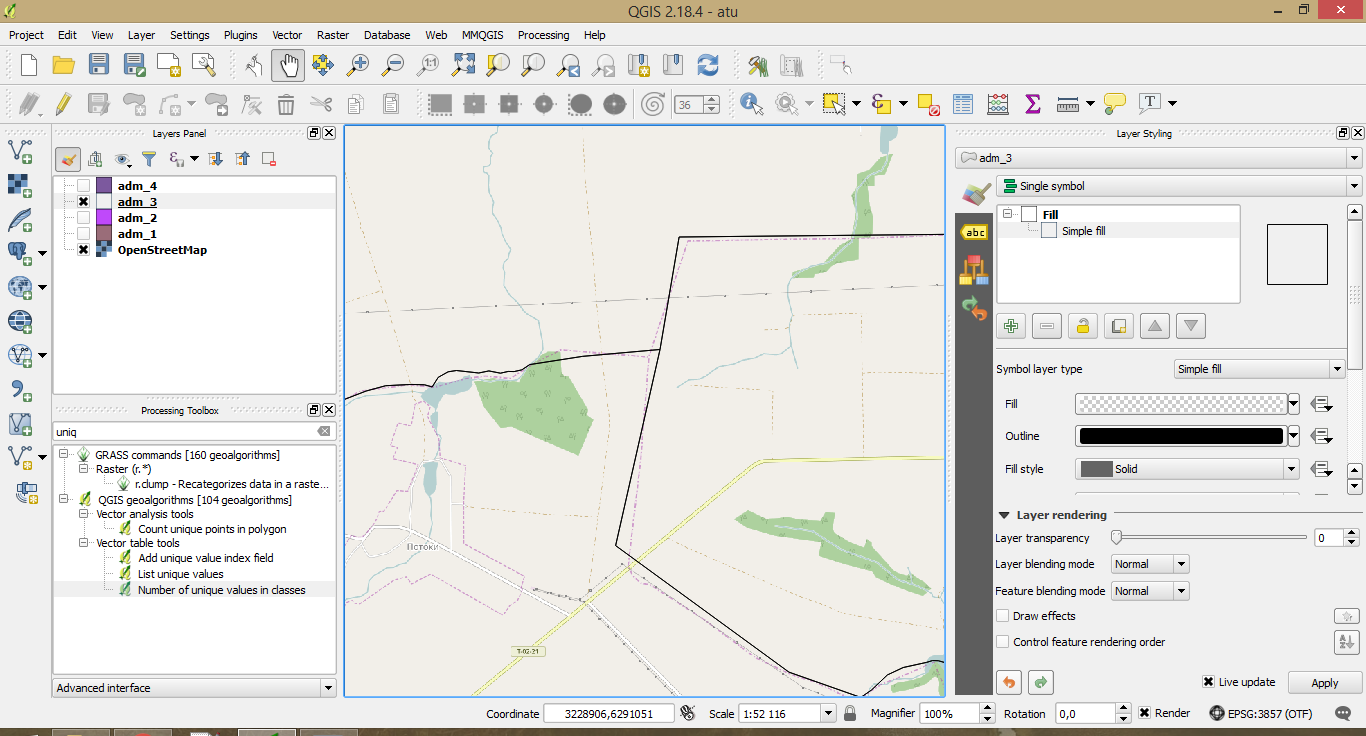 QGIS 2.18.4 - atu
Project Edit View Layer Settings Plugins Vector Raster Database Web MMQGIS Processing Help
36
Layers Panel
adm_4
adm_3
adm_2
adm_1
OpenStreetMap
Processing Toolbox
uniq
GRASS commands [160 geoalgorithms]
Raster (r.*)
r.clump - Recategorizes data in a raste...
QGIS geoalgorithms [104 geoalgorithms]
Vector analysis tools
Count unique points in polygon
Vector table tools
Add unique value index field
List unique values
Number of unique values in classes
Advanced interface
T-02-21
Layer Styling
adm_3
Single symbol
abc
Fill
Simple fill
Symbol layer type Simple fill
Fill
Outline
Fill style Solid
Layer rendering
Layer transparency 0
Layer blending mode Normal
Feature blending mode Normal
Draw effects
Control feature rendering order
Live update Apply
Coordinate 3228906,6291051 Scale 1:52 116 Magnifier 100% Rotation 0,0 Render EPSG:3857 (OTF)